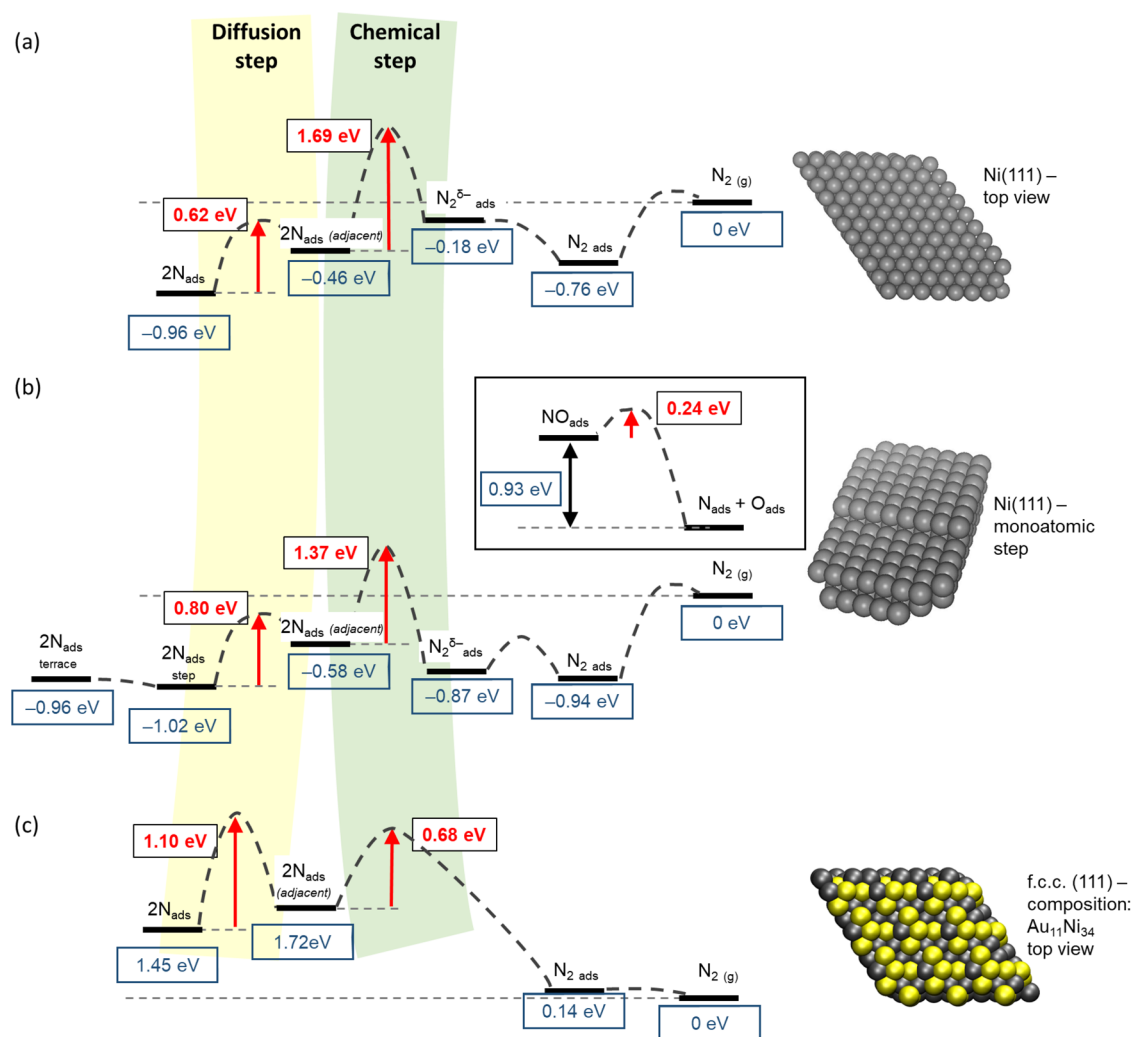 Diffusion
step
Chemical
step
(a)
1.69 eV
0.62 eV
2Nads
−0.96 eV
2Nads (adjacent)
−0.46 eV
N2δ− ads
−0.18 eV
N2 ads
−0.76 eV
N2 (g)
0 eV
Ni(111) –
top view
(b)
NOads
0.24 eV
0.93 eV
Nads + Oads
1.37 eV
0.80 eV
2Nads
terrace
−0.96 eV
2Nads
step
−1.02 eV
2Nads (adjacent)
−0.58 eV
N2δ−ads
−0.87 eV
N2 ads
−0.94 eV
N2 (g)
0 eV
Ni(111) –
monoatomic
step
(c)
1.10 eV
0.68 eV
2Nads
1.45 eV
2Nads
(adjacent)
1.72eV
N2 ads
0.14 eV
N2 (g)
0 eV
f.c.c. (111) –
composition:
Au11Ni34
top view